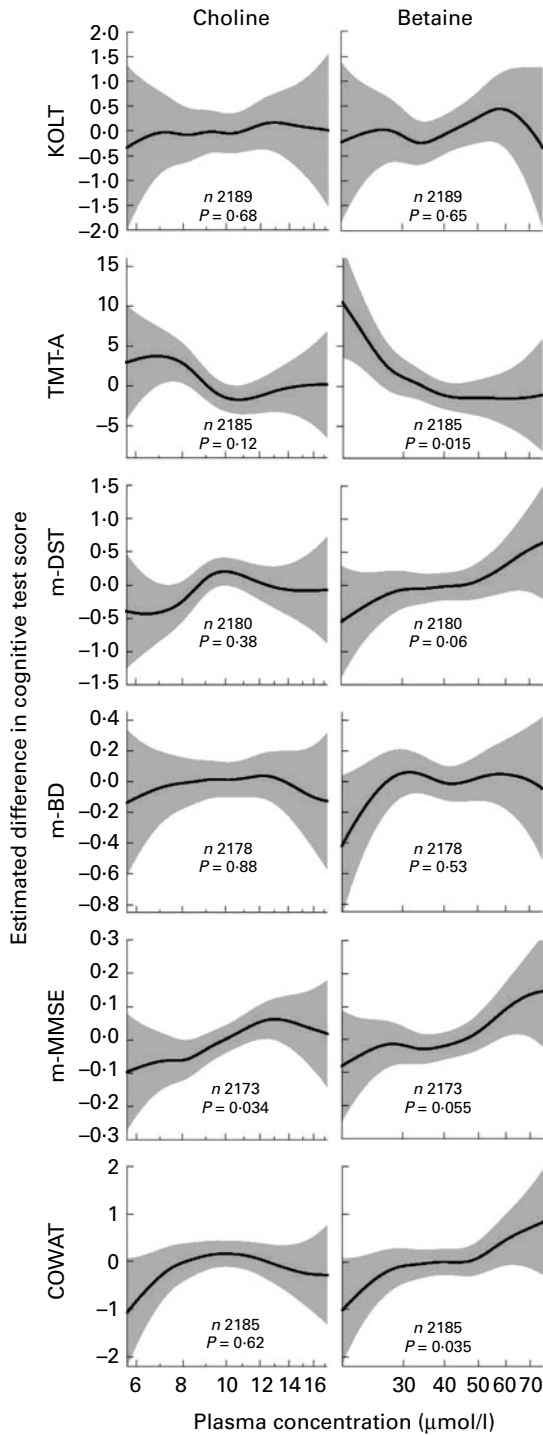 Choline Betaine
2·0
1·5
1·0
0·5
0·0
−0·5
−1·0
−1·5
−2·0
KOLT
n 2189
P = 0·68
n 2189
P = 0·65
15
10
5
0
−5
TMT-A
n 2185
P = 0·12
n 2185
P = 0·015
1·5
1·0
0·5
0·0
−0·5
−1·0
−1·5
m-DST
n 2180
P = 0·38
n 2180
P = 0·06
Estimated difference in cognitive test score
0·4
0·2
0·0
−0·2
−0·4
−0·6
−0·8
m-BD
n 2178
P = 0·88
n 2178
P = 0·53
0·3
0·2
0·1
0·0
−0·1
−0·2
−0·3
m-MMSE
n 2173
P = 0·034
n 2173
P = 0·055
2
1
0
−1
−2
COWAT
n 2185
P = 0·62
n 2185
P = 0·035
6 8 10 12 14 16 30 40 50 60 70
Plasma concentration (μmol/l)